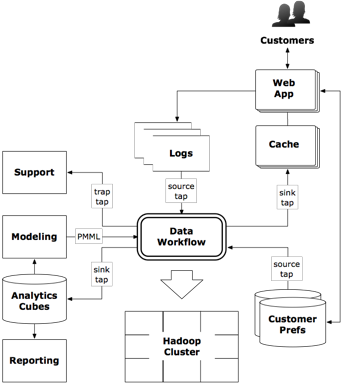 Customers
Web
App
Logs
Cache
Support
trap
tap
source
tap
sink
tap
Modeling
PMML
Data
Workflow
sink
tap
source
tap
Analytics
Cubes
Customer
Prefs
Hadoop
Cluster
Reporting